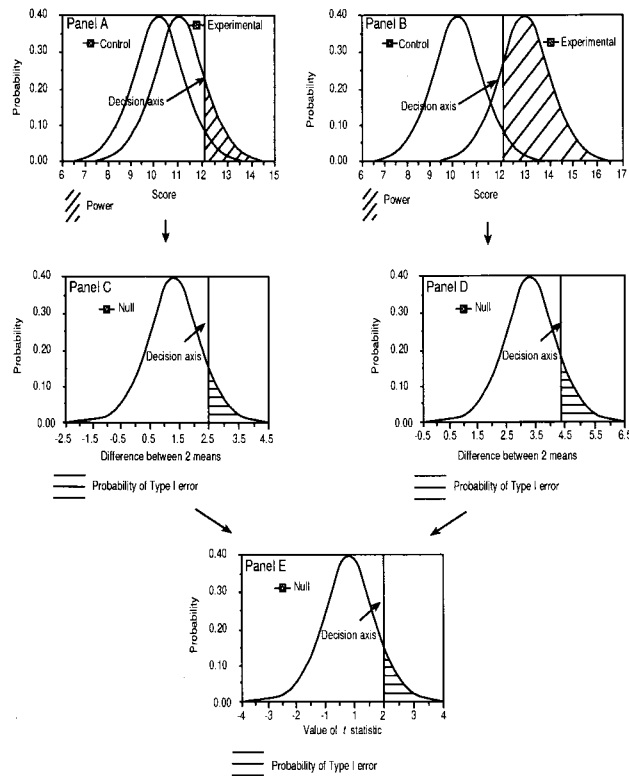 Panel A
Control
Experimental
Decision axis
Probability
0.40
0.30
0.20
0.10
0.00
6 7 8 9 10 11 12 13 14 15
Score
Power
Panel B
Control
Experimental
Decision axis
Probability
0.40
0.30
0.20
0.10
0.00
6 7 8 9 10 11 12 13 14 15 16 17
Score
Power
Panel C
Null
Decision axis
Probability
0.40
0.30
0.20
0.10
0.00
-2.5 -1.5 -0.5 0.5 1.5 2.5 3.5 4.5
Difference between 2 means
Probability of Type I error
Panel D
Null
Decision axis
Probability
0.40
0.30
0.20
0.10
0.00
-0.5 0.5 1.5 2.5 3.5 4.5 5.5 6.5
Difference between 2 means
Probability of Type I error
Panel E
Null
Decision axis
Probability
0.40
0.30
0.20
0.10
0.00
-4 -3 -2 -1 1 2 3 4
Value of t statistic
Probability of Type I error